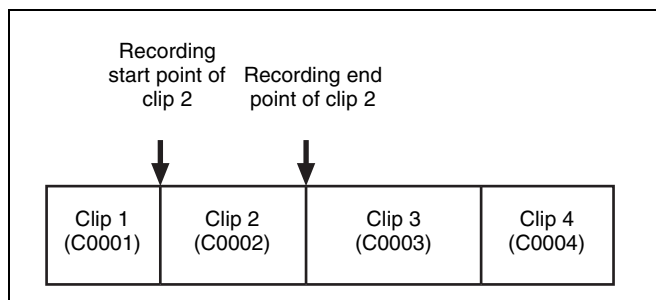 Recording
start point of
clip 2
Recording end
point of clip 2
Clip 1
(C0001)
Clip 2
(C0002)
Clip 3
(C0003)
Clip 4
(C0004)